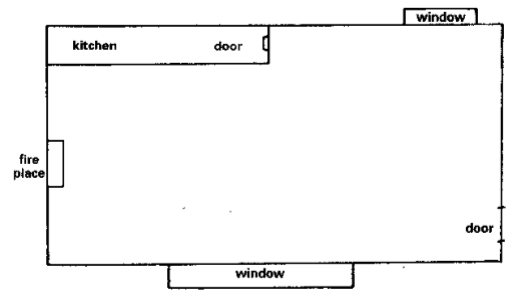 window
kitchen door
fire
place
door
window